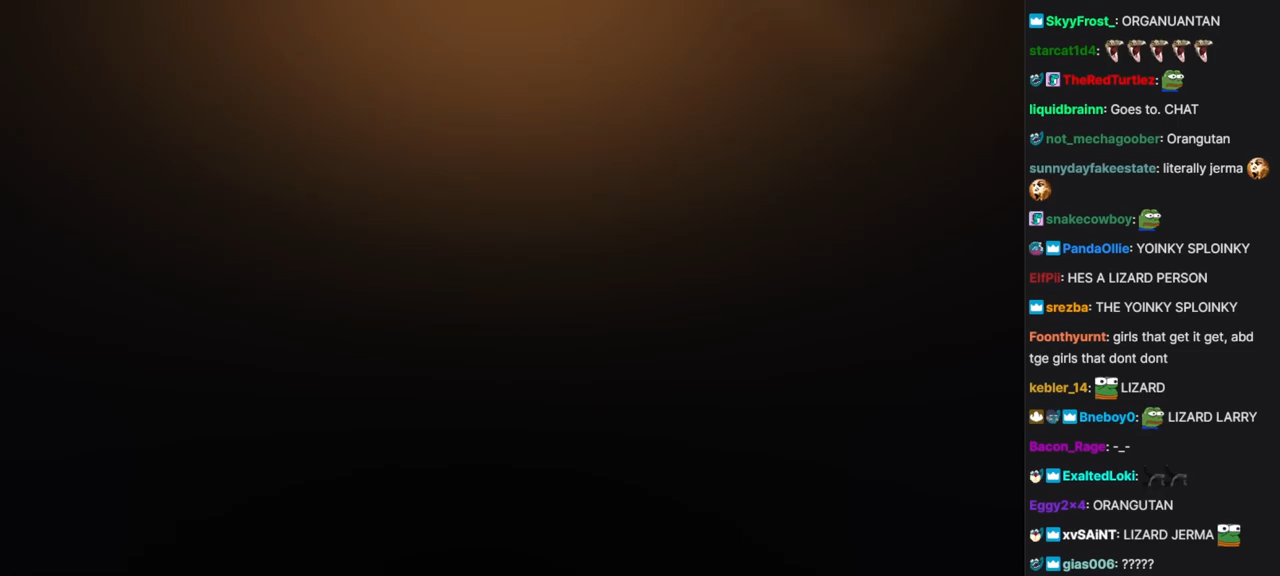 SkyyFrost_: ORGANUANTAN
starcat1d4:
TheRedTurtlez:
liquidbrainn: Goes to. CHAT
not_mechagoober: Orangutan
sunnydayfakeestate: literally jerma
snakecowboy:
PandaOllie: YOINKY SPLOINKY
ElfPii: HES A LIZARD PERSON
srezba: THE YOINKY SPLOINKY
Foonthyurnt: girls that get it get, abd
tge girls that dont dont
kebler_14: LIZARD
Bneboy0: LIZARD LARRY
Bacon_Rage: -_-
ExaltedLoki:
Eggy2x4: ORANGUTAN
xvSAiNT: LIZARD JERMA
gias006: ?????